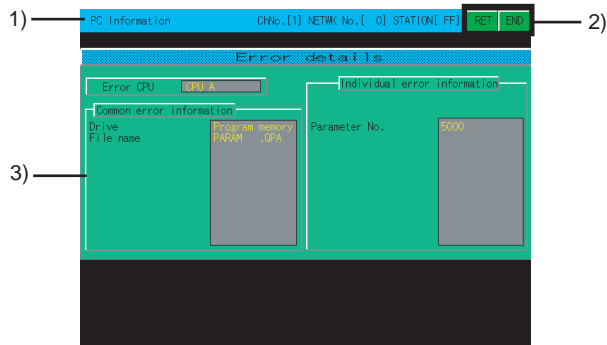 1)
PC Information ChNo.[1] NETWK No.[ 0] STATION[ FF] RET END
2)
Error details
Error CPU CPU A
Individual error information
Common error information
Drive Program memory
File name PARAM .QPA
Parameter No. 5000
3)